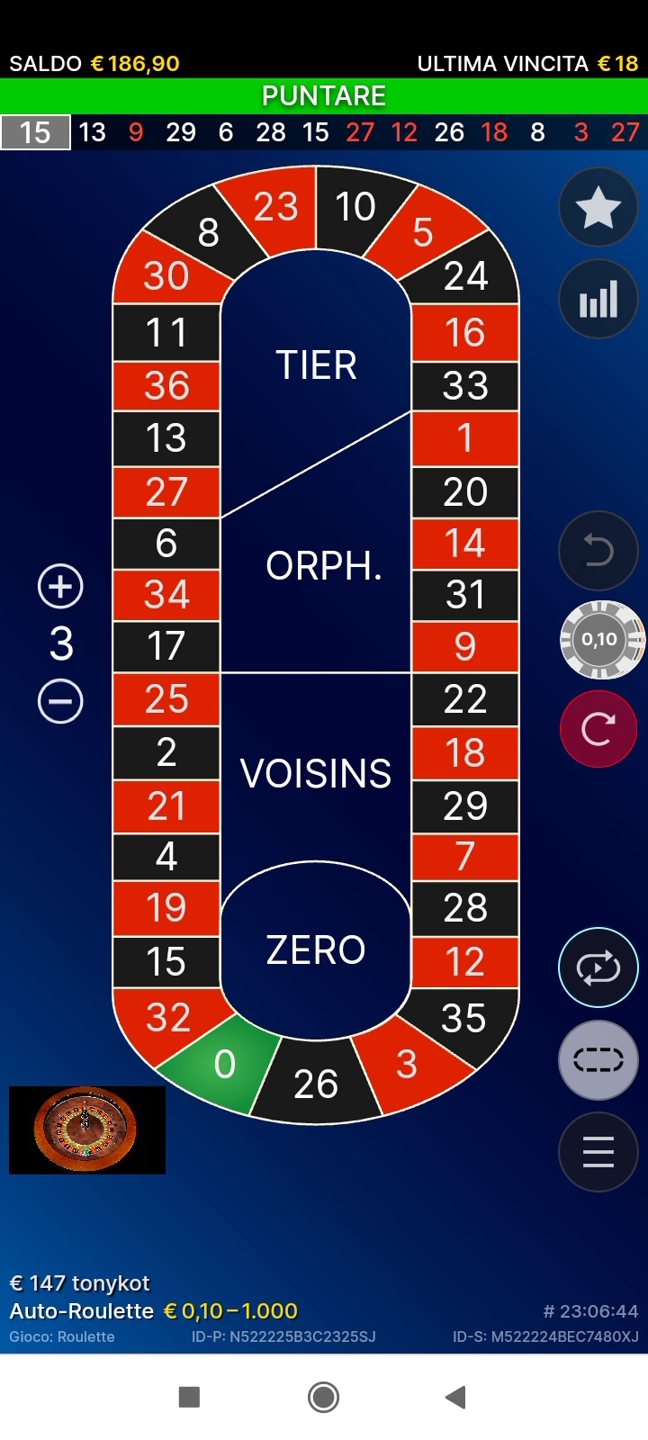 SALDO € 186,90 ULTIMA VINCITA € 18
PUNTARE
15 13 9 29 6 28 15 27 12 26 18 8 3 27
8 23 10 5
30 24
11 TIER 16
36 33
13 1
27 20
6 ORPH. 14
34 31
+
3
−
17 9
0,10
25 22
2 VOISINS 18
21 29
4 7
19 28
15 ZERO 12
32 35
0 26 3
€ 147 tonykot
Auto-Roulette € 0,10 – 1.000 # 23:06:44
Gioco: Roulette ID-P: N522225B3C2325SJ ID-S: M522224BEC7480XJ